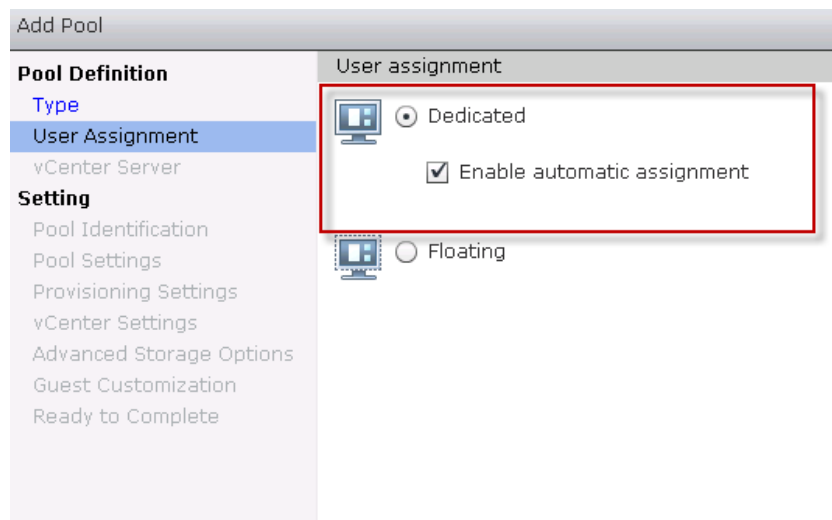 Add Pool
Pool Definition
Type
User Assignment
vCenter Server
Setting
Pool Identification
Pool Settings
Provisioning Settings
vCenter Settings
Advanced Storage Options
Guest Customization
Ready to Complete
User assignment
Dedicated
Enable automatic assignment
Floating